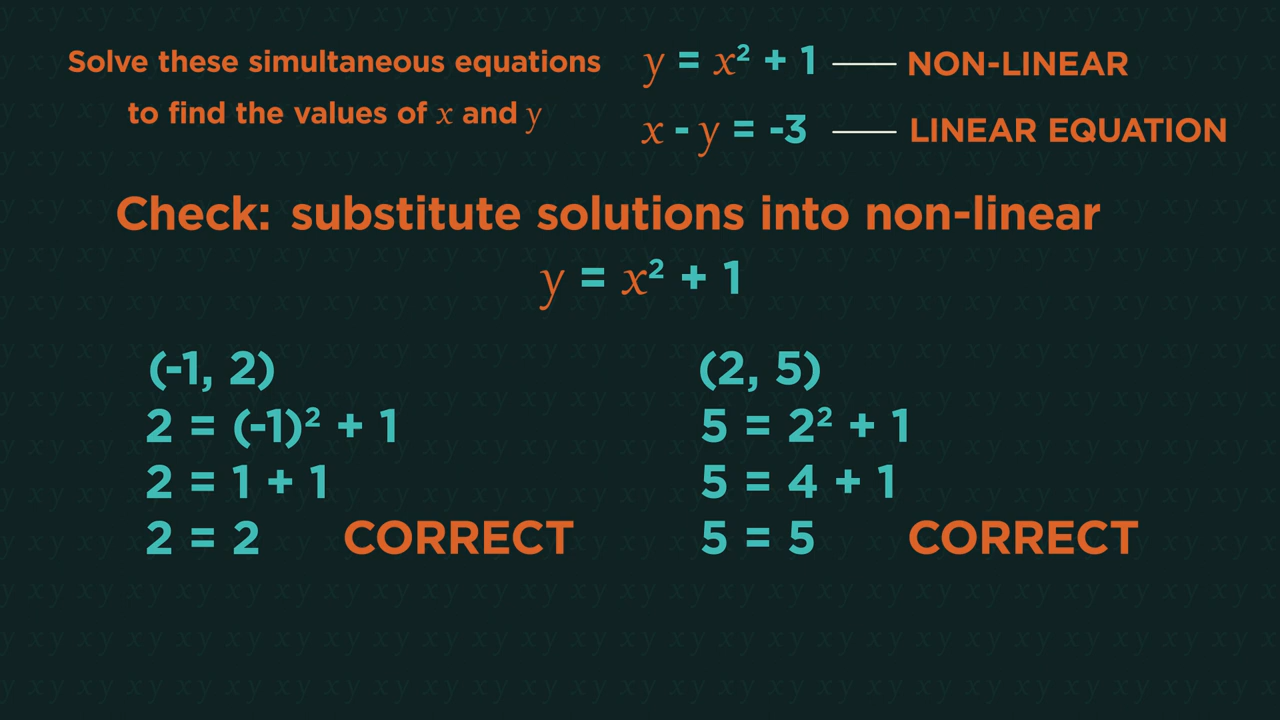 Solve these simultaneous equations
to find the values of x and y
y = x² + 1 NON-LINEAR
x - y = -3 LINEAR EQUATION
Check: substitute solutions into non-linear
y = x² + 1
(-1, 2)
2 = (-1)² + 1
2 = 1 + 1
2 = 2 CORRECT
(2, 5)
5 = 2² + 1
5 = 4 + 1
5 = 5 CORRECT